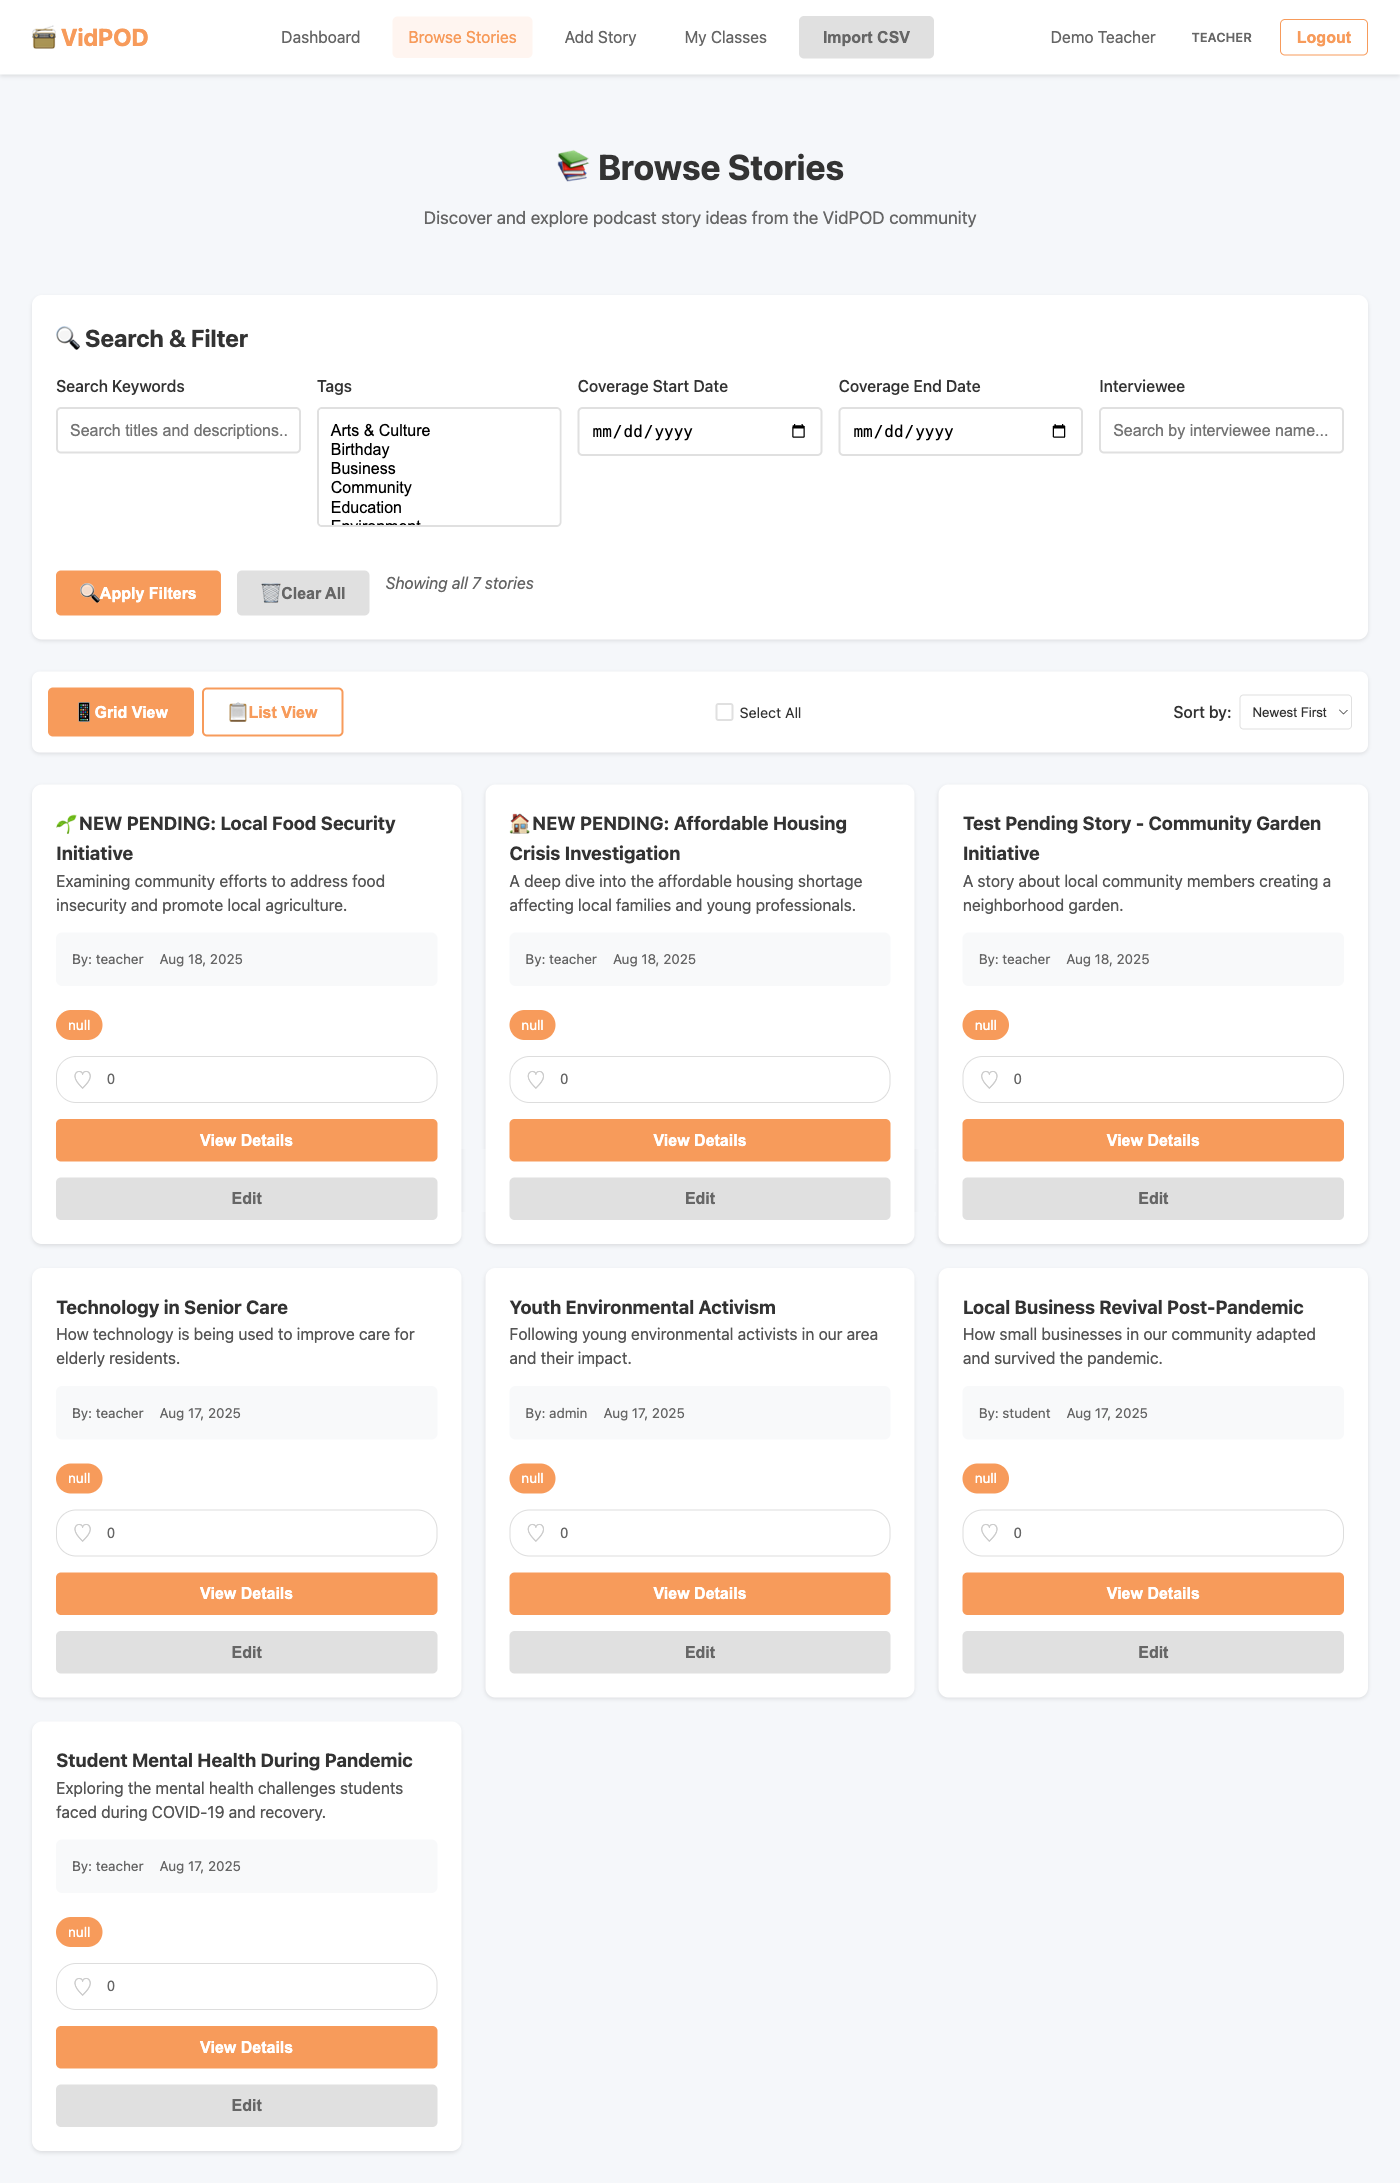 VidPOD
Dashboard
Browse Stories
Add Story
My Classes
Import CSV
Demo Teacher
TEACHER
Logout
Browse Stories
Discover and explore podcast story ideas from the VidPOD community
Search & Filter
Search Keywords
Search titles and descriptions..
Tags
Arts & Culture
Birthday
Business
Community
Education
Environment
Coverage Start Date
mm/dd/yyyy
Coverage End Date
mm/dd/yyyy
Interviewee
Search by interviewee name...
Apply Filters
Clear All
Showing all 7 stories
Grid View
List View
Select All
Sort by:
Newest First
NEW PENDING: Local Food Security
Initiative
Examining community efforts to address food
insecurity and promote local agriculture.
By: teacher Aug 18, 2025
null
0
View Details
Edit
NEW PENDING: Affordable Housing
Crisis Investigation
A deep dive into the affordable housing shortage
affecting local families and young professionals.
By: teacher Aug 18, 2025
null
0
View Details
Edit
Test Pending Story - Community Garden
Initiative
A story about local community members creating a
neighborhood garden.
By: teacher Aug 18, 2025
null
0
View Details
Edit
Technology in Senior Care
How technology is being used to improve care for
elderly residents.
By: teacher Aug 17, 2025
null
0
View Details
Edit
Youth Environmental Activism
Following young environmental activists in our area
and their impact.
By: admin Aug 17, 2025
null
0
View Details
Edit
Local Business Revival Post-Pandemic
How small businesses in our community adapted
and survived the pandemic.
By: student Aug 17, 2025
null
0
View Details
Edit
Student Mental Health During Pandemic
Exploring the mental health challenges students
faced during COVID-19 and recovery.
By: teacher Aug 17, 2025
null
0
View Details
Edit